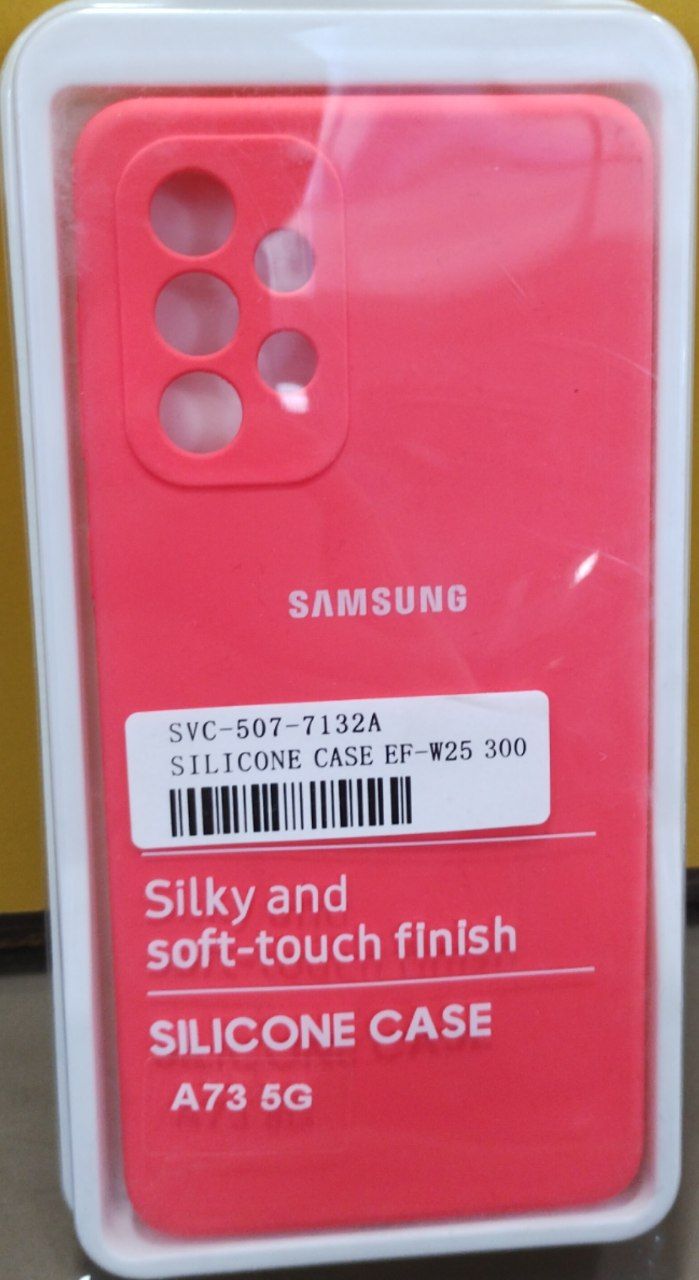 SAMSUNG
SVC-507-7132A
SILICONE CASE EF-W25 300
Silky and
soft-touch finish
SILICONE CASE
A73 5G